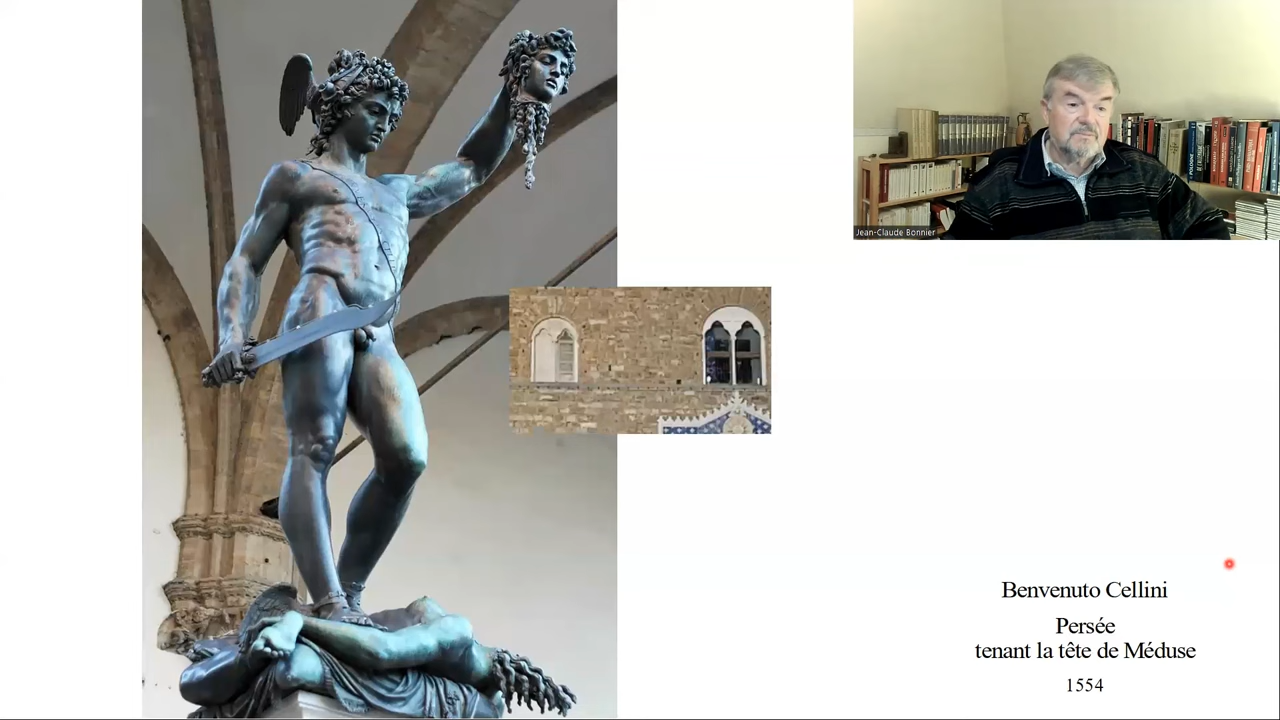 Jean-Claude Bonnier
Benvenuto Cellini
Persée
tenant la tête de Méduse
1554